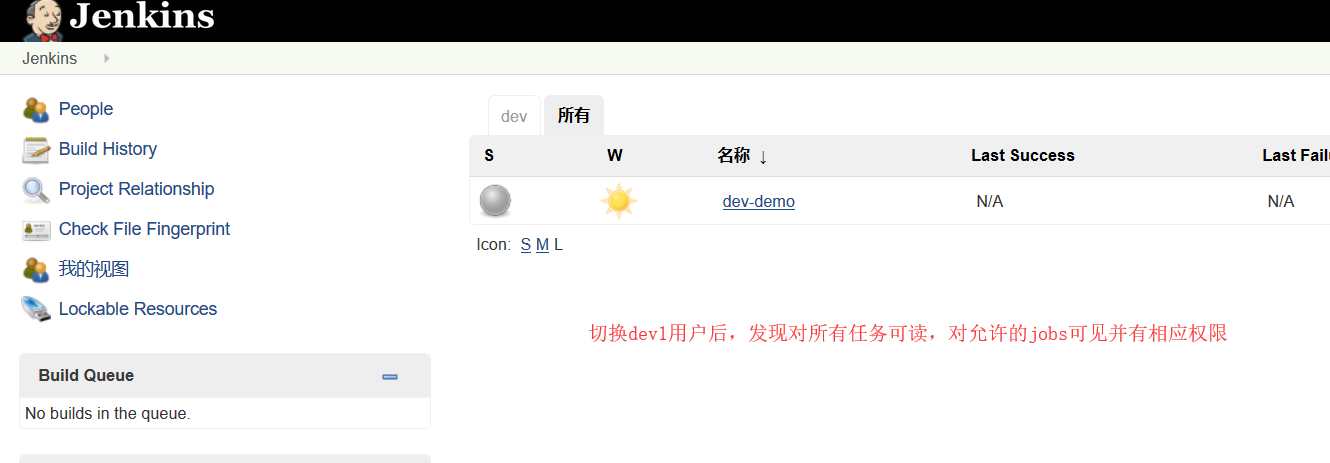 Jenkins
Jenkins
People
Build History
Project Relationship
Check File Fingerprint
我的视图
Lockable Resources
Build Queue
No builds in the queue.
dev 所有
S W 名称 ↓ Last Success Last Fail
dev-demo N/A N/A
Icon: S M L
切换dev1用户后，发现对所有任务可读，对允许的jobs可见并有相应权限